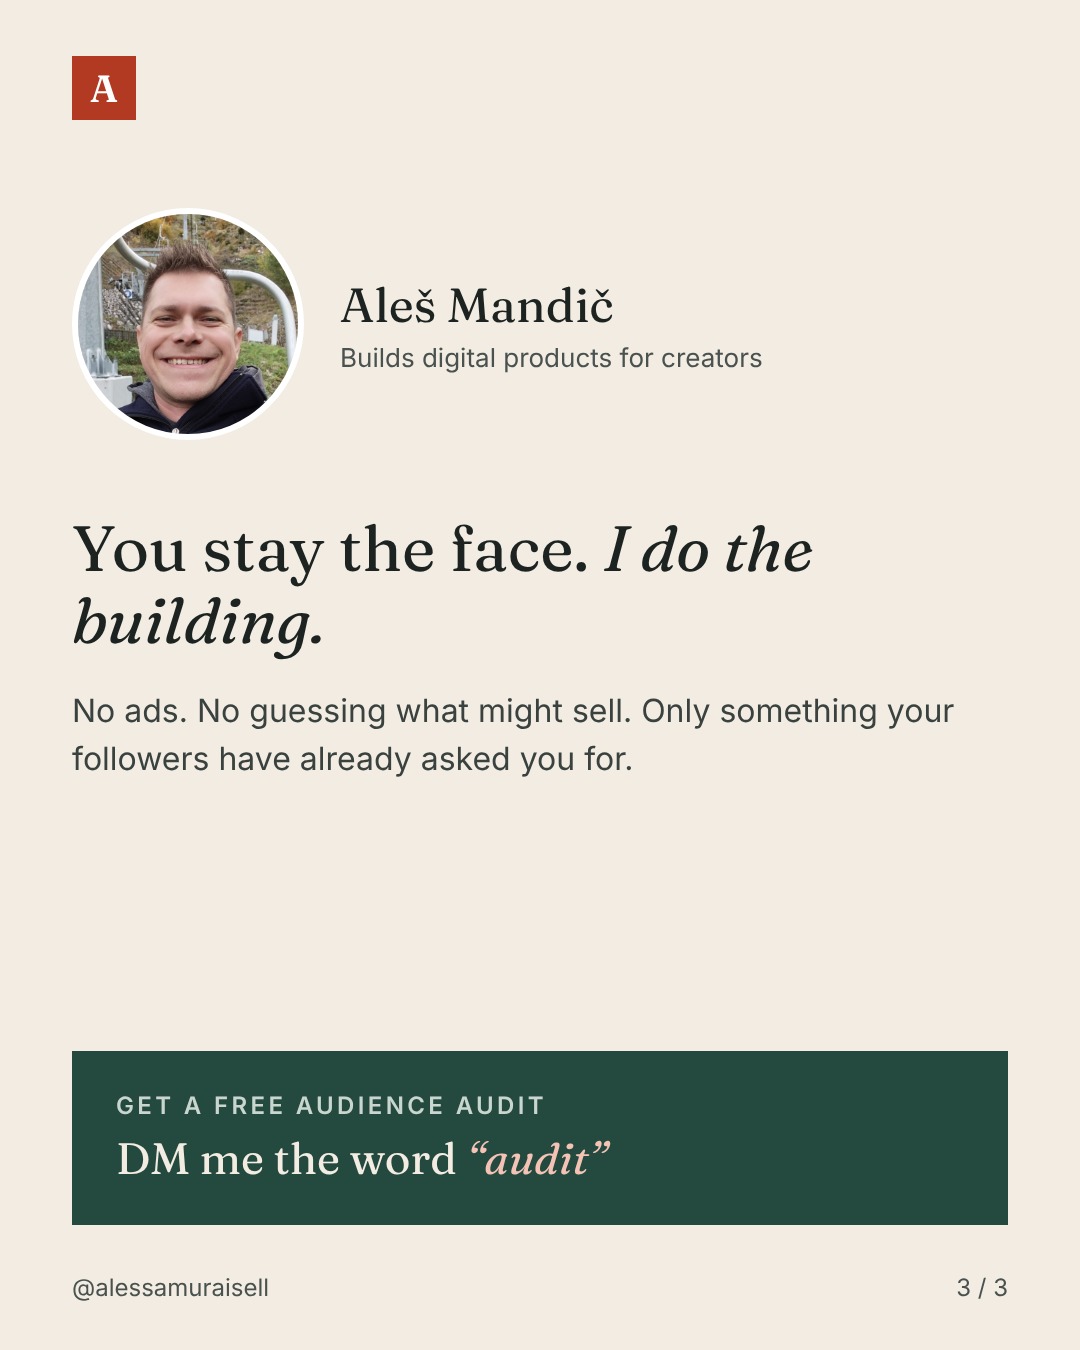 A
Aleš Mandič
Builds digital products for creators
You stay the face. I do the
building.
No ads. No guessing what might sell. Only something your
followers have already asked you for.
GET A FREE AUDIENCE AUDIT
DM me the word “audit”
@alessamuraisell
3 / 3